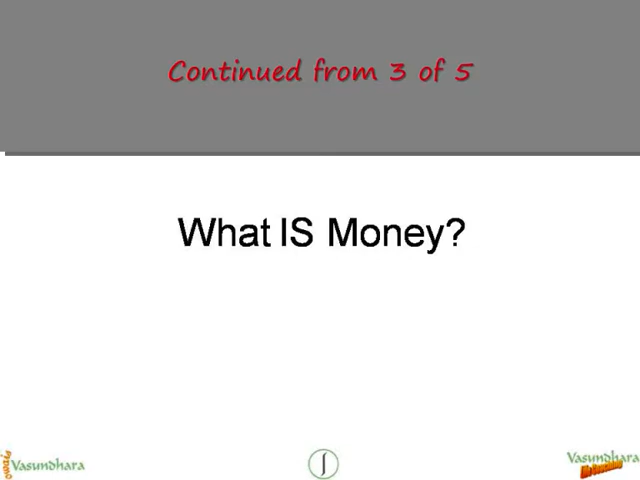 Continued from 3 of 5
What IS Money?
Vasundhara
Vasundhara